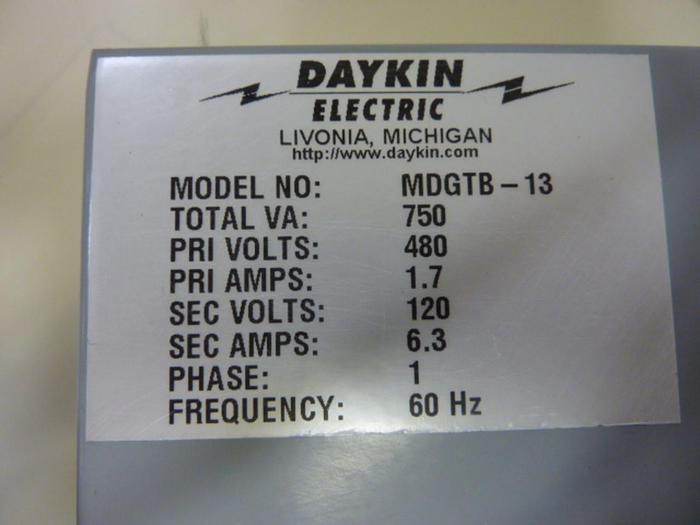 DAYKIN
ELECTRIC
LIVONIA, MICHIGAN
http://www.daykin.com
MODEL NO: MDGTB – 13
TOTAL VA: 750
PRI VOLTS: 480
PRI AMPS: 1.7
SEC VOLTS: 120
SEC AMPS: 6.3
PHASE: 1
FREQUENCY: 60 Hz